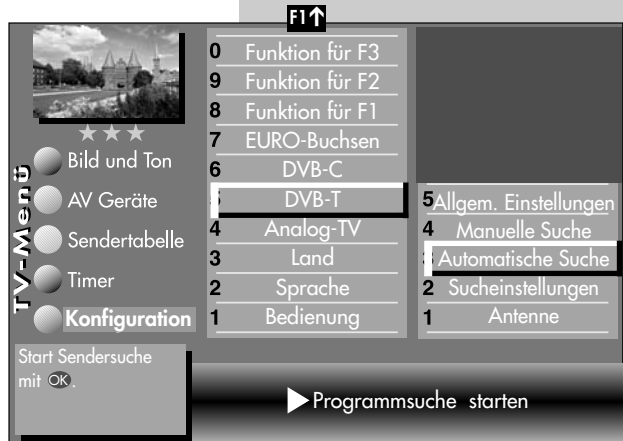 F1↑
0 Funktion für F3
9 Funktion für F2
8 Funktion für F1
7 EURO-Buchsen
6 DVB-C
DVB-T
4 Analog-TV
3 Land
2 Sprache
1 Bedienung
TV-Menü
Bild und Ton
AV Geräte
Sendertabelle
Timer
Konfiguration
5 Allgem. Einstellungen
4 Manuelle Suche
Automatische Suche
2 Sucheinstellungen
1 Antenne
Start Sendersuche
mit OK.
Programmsuche starten